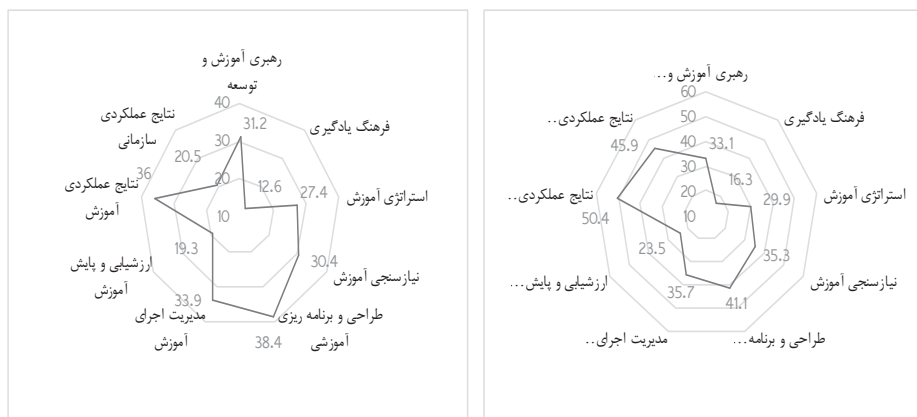 رهبری آموزش و
توسعه
40
31.2
30
20
10
فرهنگ یادگیری
12.6
استراتژی آموزش
27.4
نیازسنجی آموزش
30.4
طراحی و برنامه ریزی
آموزشی
38.4
مدیریت اجرای
آموزش
33.9
ارزشیابی و پایش
آموزش
19.3
نتایج عملکردی
آموزش
36
نتایج عملکردی
سازمانی
20.5
رهبری آموزش و..
60
50
40
30
20
10
33.1
فرهنگ یادگیری
16.3
استراتژی آموزش
29.9
نیازسنجی آموزش
35.3
طراحی و برنامه...
41.1
مدیریت اجرای..
35.7
ارزشیابی و پایش...
23.5
نتایج عملکردی..
50.4
نتایج عملکردی..
45.9